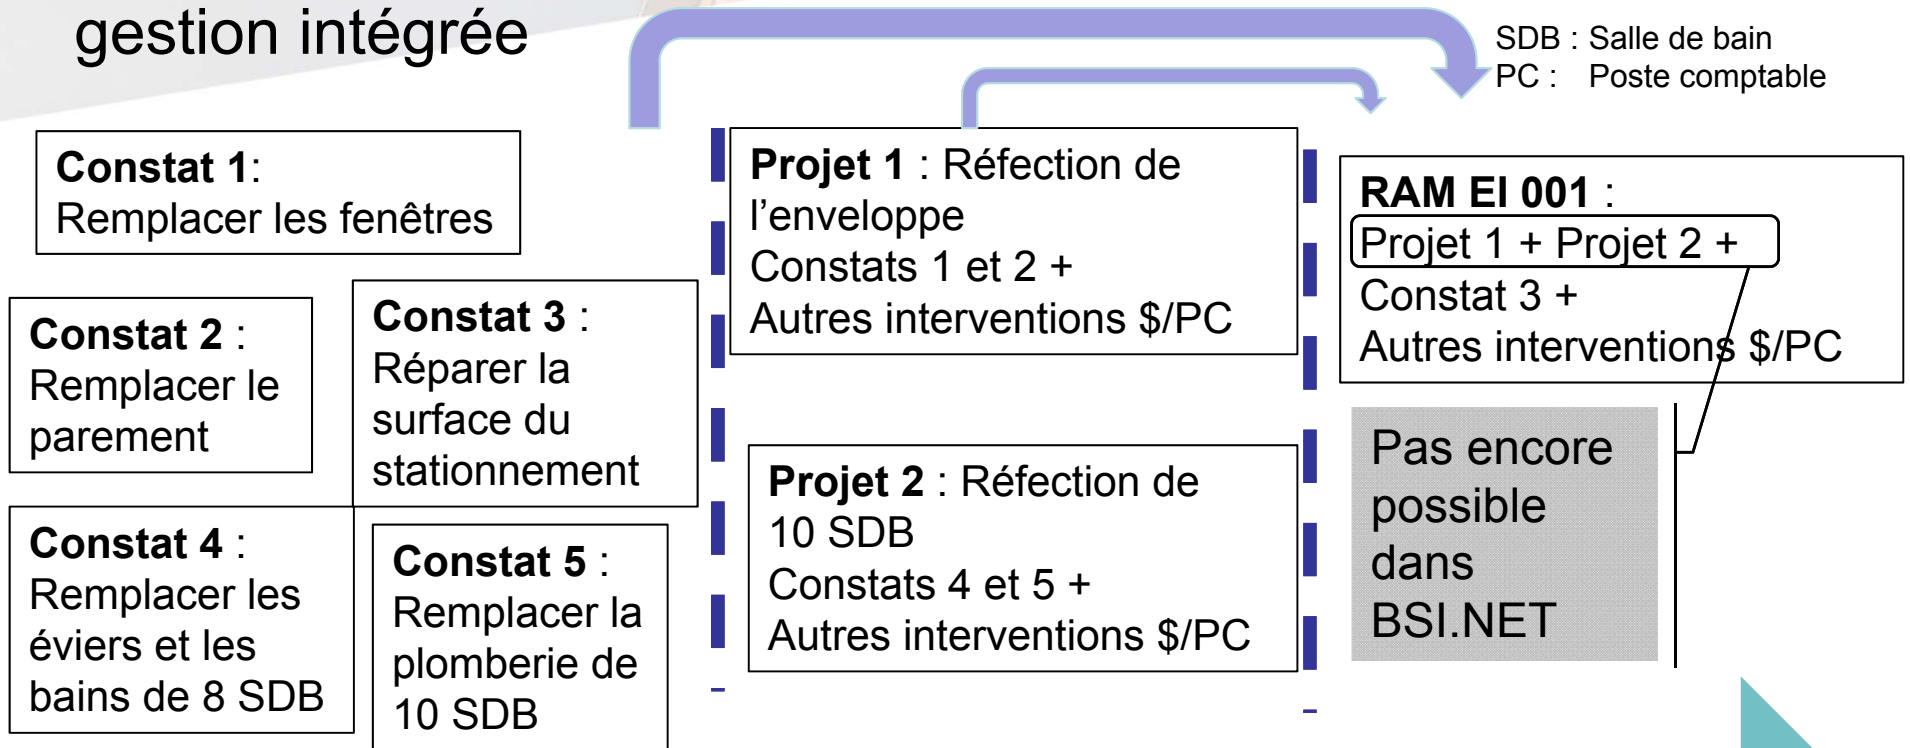 gestion intégrée
SDB : Salle de bain
PC : Poste comptable
Constat 1:
Remplacer les fenêtres
Constat 2 :
Remplacer le
parement
Constat 3 :
Réparer la
surface du
stationnement
Constat 4 :
Remplacer les
éviers et les
bains de 8 SDB
Constat 5 :
Remplacer la
plomberie de
10 SDB
Projet 1 : Réfection de
l’enveloppe
Constats 1 et 2 +
Autres interventions $/PC
Projet 2 : Réfection de
10 SDB
Constats 4 et 5 +
Autres interventions $/PC
RAM EI 001 :
Projet 1 + Projet 2 +
Constat 3 +
Autres interventions $/PC
Pas encore
possible
dans
BSI.NET